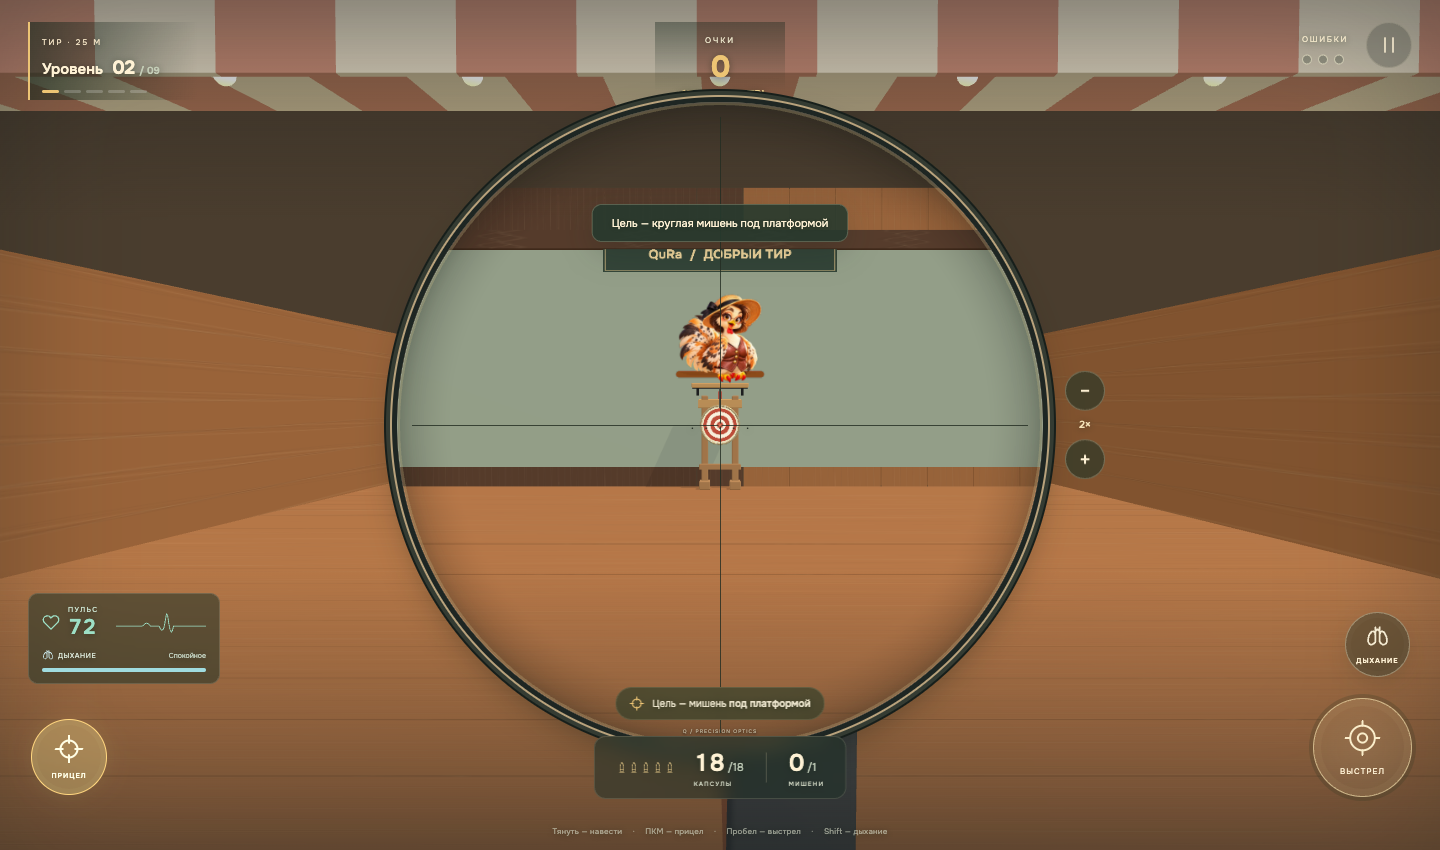 ТИР · 25 М
Уровень 02 / 09
ОЧКИ
0
ОШИБКИ
Цель — круглая мишень под платформой
QuRa / ДОБРЫЙ ТИР
−
2×
+
ПУЛЬС
72
ДЫХАНИЕ
Спокойное
ПРИЦЕЛ
ДЫХАНИЕ
ВЫСТРЕЛ
Цель — мишень под платформой
Q / PRECISION OPTICS
18 /18
КАПСУЛЫ
0 /1
МИШЕНИ
Тянуть — навести · ПКМ — прицел · Пробел — выстрел · Shift — дыхание